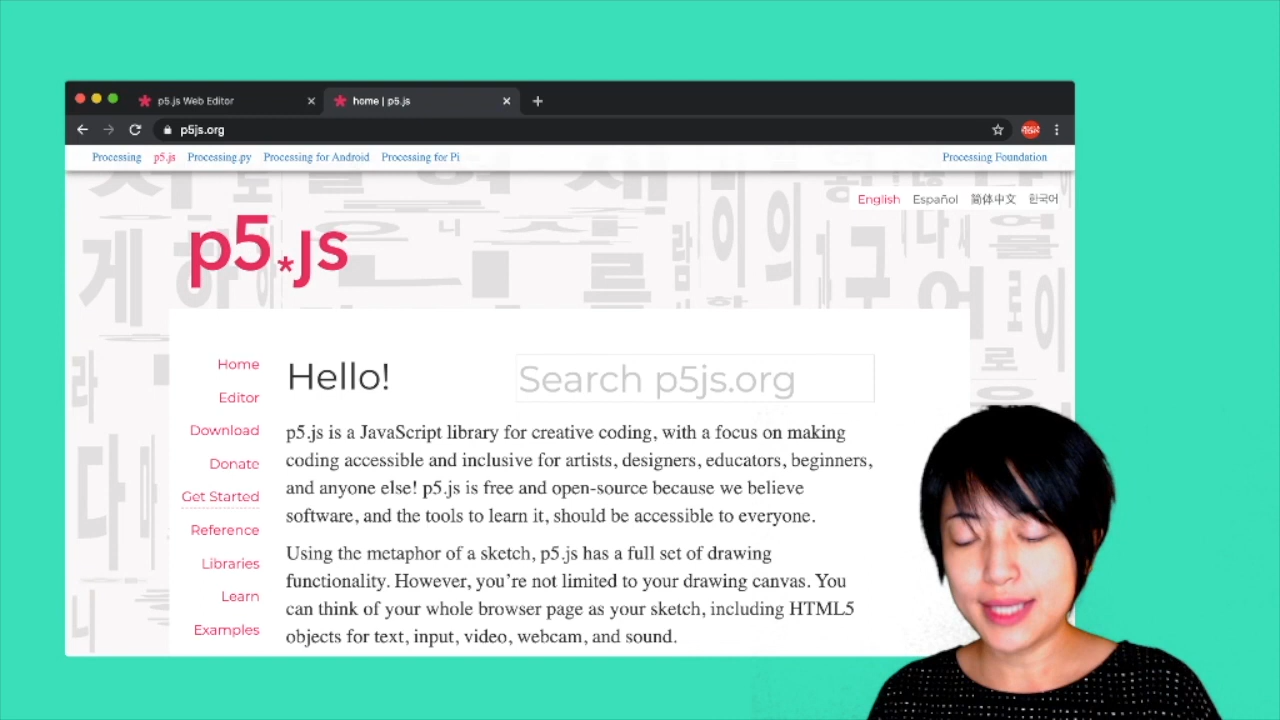 p5.js Web Editor
home | p5.js
p5js.org
Processing p5.js Processing.py Processing for Android Processing for Pi Processing Foundation
English Español 简体中文 한국어
p5*js
Home
Editor
Download
Donate
Get Started
Reference
Libraries
Learn
Examples
Hello!
Search p5js.org
p5.js is a JavaScript library for creative coding, with a focus on making
coding accessible and inclusive for artists, designers, educators, beginners,
and anyone else! p5.js is free and open-source because we believe
software, and the tools to learn it, should be accessible to everyone.
Using the metaphor of a sketch, p5.js has a full set of drawing
functionality. However, you’re not limited to your drawing canvas. You
can think of your whole browser page as your sketch, including HTML5
objects for text, input, video, webcam, and sound.